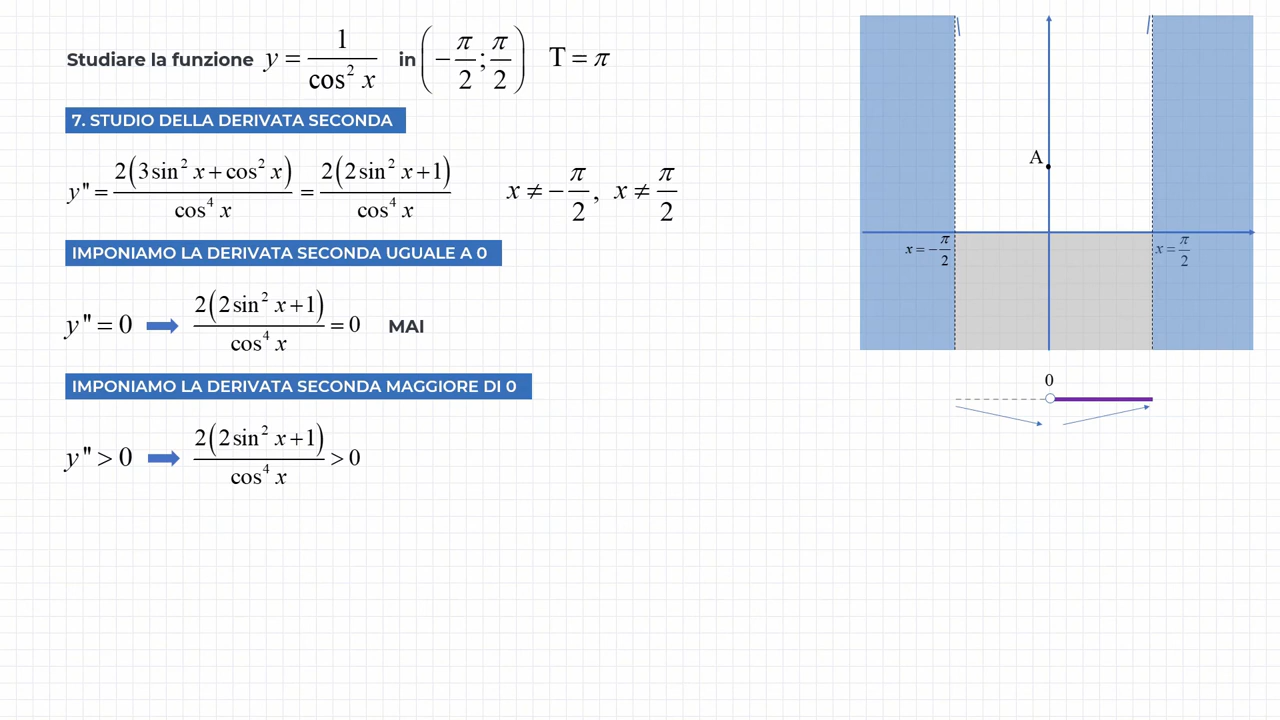 Studiare la funzione y = 1/cos² x in (−π/2 ; π/2) T = π
7. STUDIO DELLA DERIVATA SECONDA
y" = 2(3sin² x + cos² x)/cos⁴ x = 2(2sin² x + 1)/cos⁴ x x ≠ −π/2 , x ≠ π/2
IMPONIAMO LA DERIVATA SECONDA UGUALE A 0
y" = 0 2(2sin² x + 1)/cos⁴ x = 0 MAI
IMPONIAMO LA DERIVATA SECONDA MAGGIORE DI 0
y" > 0 2(2sin² x + 1)/cos⁴ x > 0
A
x = −π/2
x = π/2
0